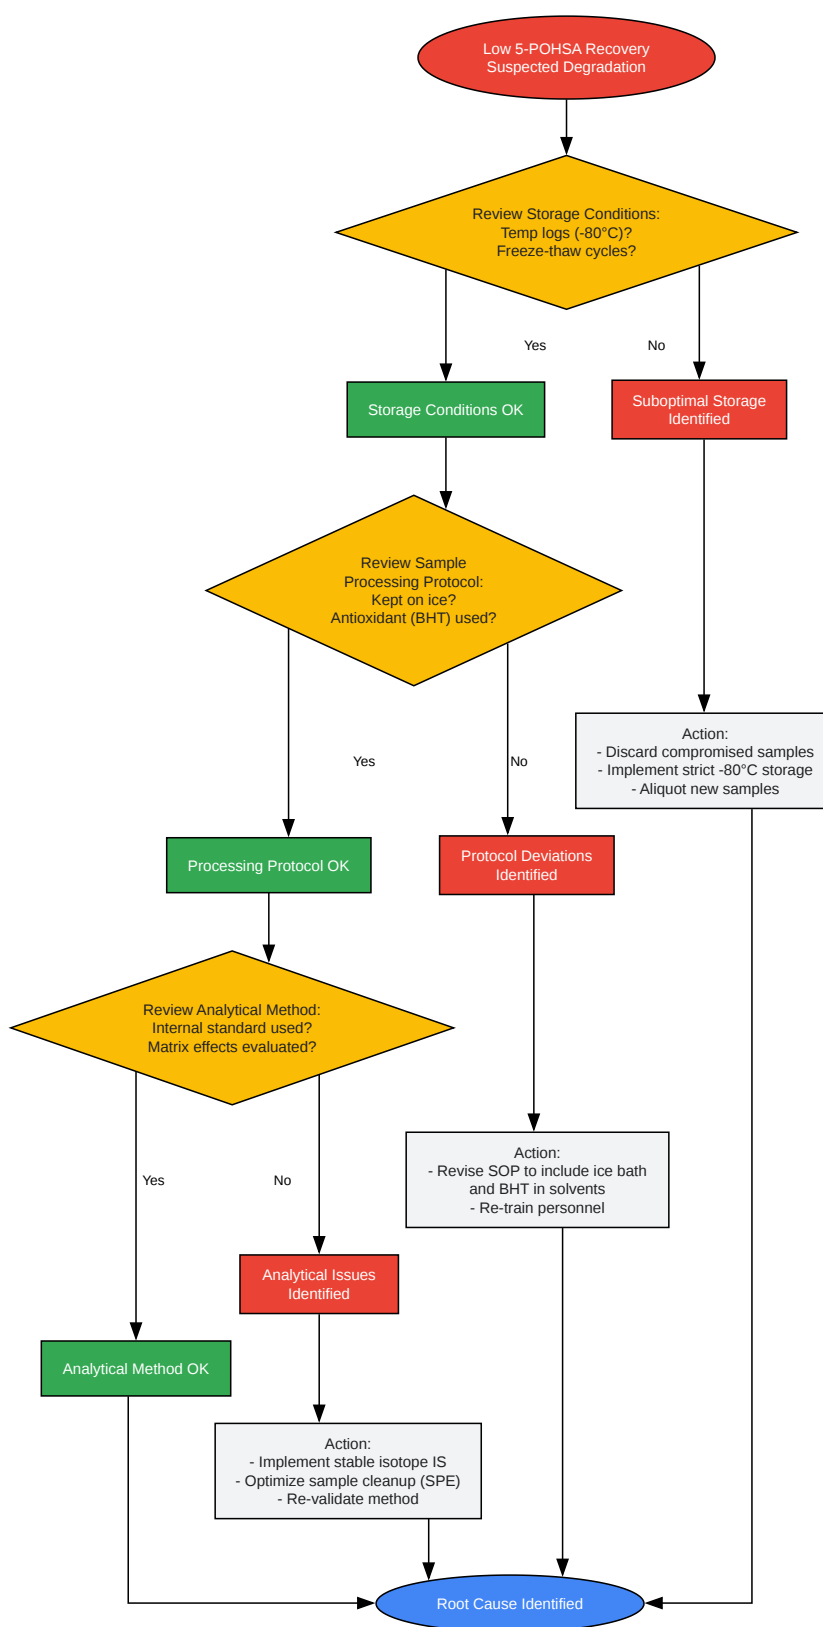 Low 5-POHSA Recovery
Suspected Degradation
Review Storage Conditions:
Temp logs (-80°C)?
Freeze-thaw cycles?
Yes
No
Storage Conditions OK
Suboptimal Storage
Identified
Review Sample
Processing Protocol:
Kept on ice?
Antioxidant (BHT) used?
Yes
No
Action:
- Discard compromised samples
- Implement strict -80°C storage
- Aliquot new samples
Processing Protocol OK
Protocol Deviations
Identified
Review Analytical Method:
Internal standard used?
Matrix effects evaluated?
Yes
No
Action:
- Revise SOP to include ice bath
and BHT in solvents
- Re-train personnel
Analytical Issues
Identified
Analytical Method OK
Action:
- Implement stable isotope IS
- Optimize sample cleanup (SPE)
- Re-validate method
Root Cause Identified